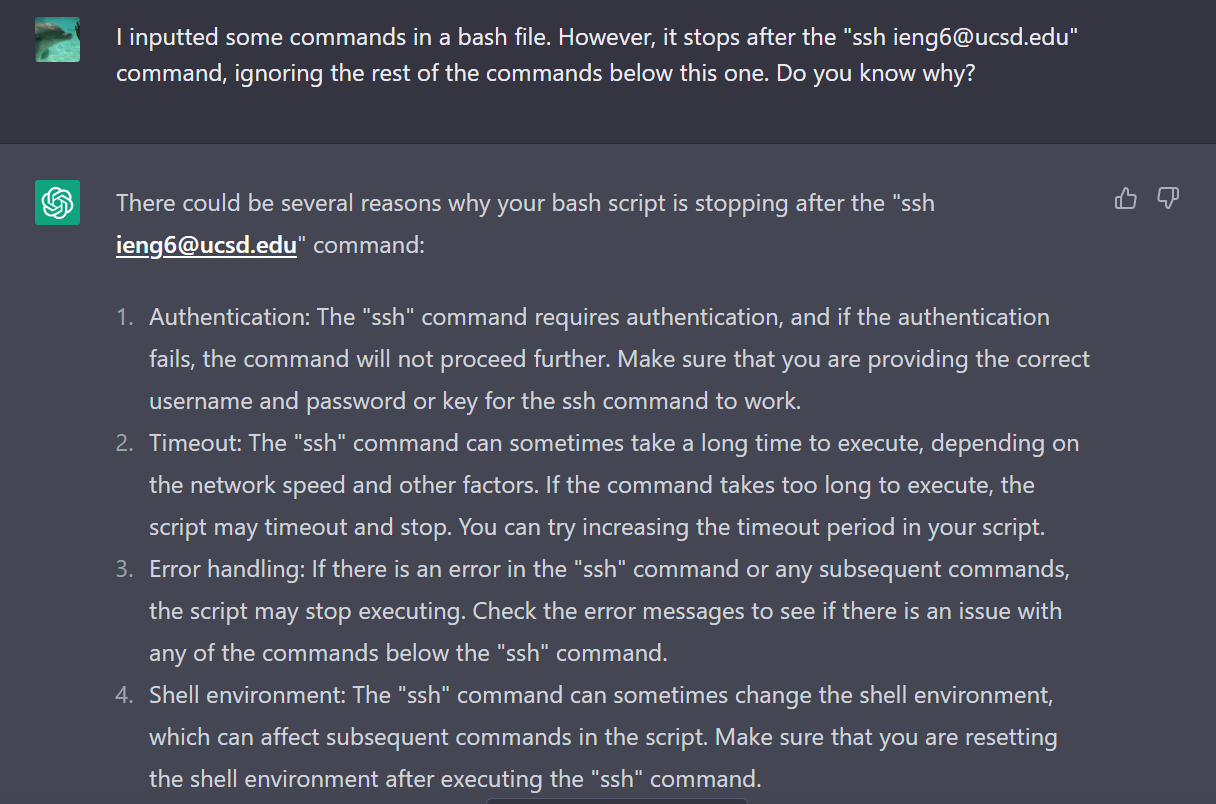 I inputted some commands in a bash file. However, it stops after the "ssh ieng6@ucsd.edu"
command, ignoring the rest of the commands below this one. Do you know why?
There could be several reasons why your bash script is stopping after the "ssh
ieng6@ucsd.edu" command:
1. Authentication: The "ssh" command requires authentication, and if the authentication
fails, the command will not proceed further. Make sure that you are providing the correct
username and password or key for the ssh command to work.
2. Timeout: The "ssh" command can sometimes take a long time to execute, depending on
the network speed and other factors. If the command takes too long to execute, the
script may timeout and stop. You can try increasing the timeout period in your script.
3. Error handling: If there is an error in the "ssh" command or any subsequent commands,
the script may stop executing. Check the error messages to see if there is an issue with
any of the commands below the "ssh" command.
4. Shell environment: The "ssh" command can sometimes change the shell environment,
which can affect subsequent commands in the script. Make sure that you are resetting
the shell environment after executing the "ssh" command.